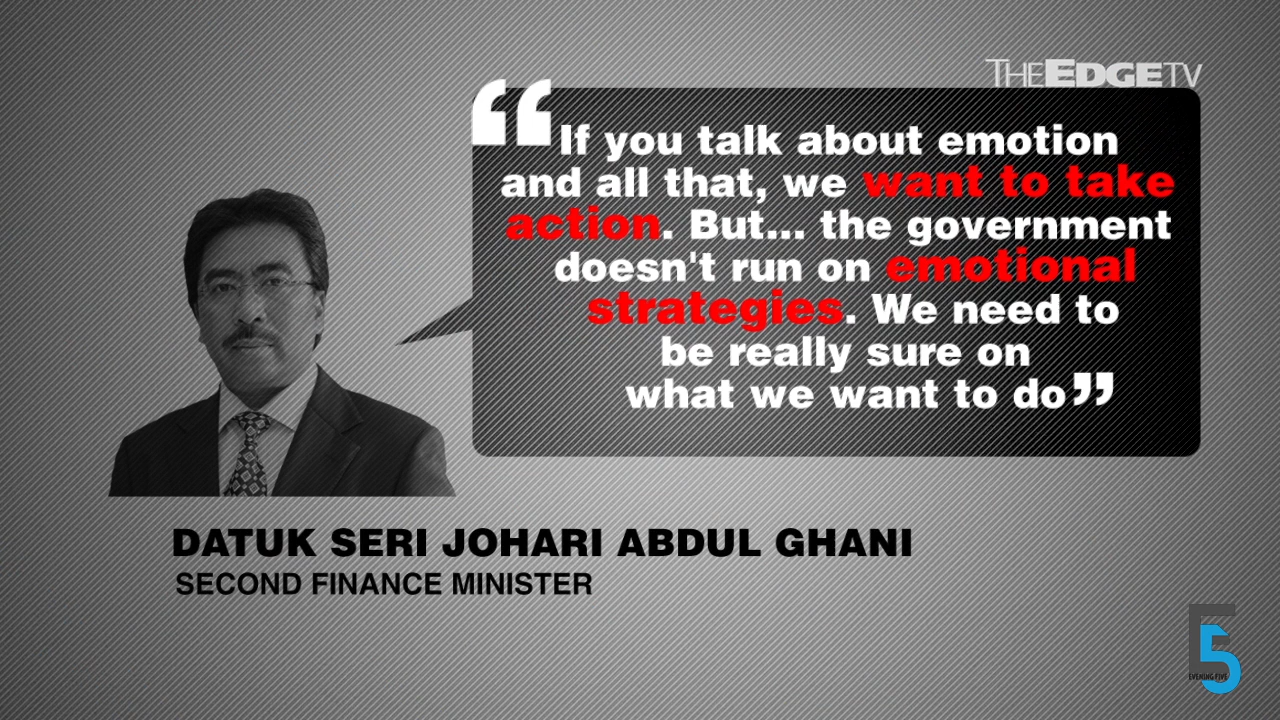 THEEDGETV
“If you talk about emotion
and all that, we want to take
action. But... the government
doesn't run on emotional
strategies. We need to
be really sure on
what we want to do”
DATUK SERI JOHARI ABDUL GHANI
SECOND FINANCE MINISTER
E5
EVENING FIVE